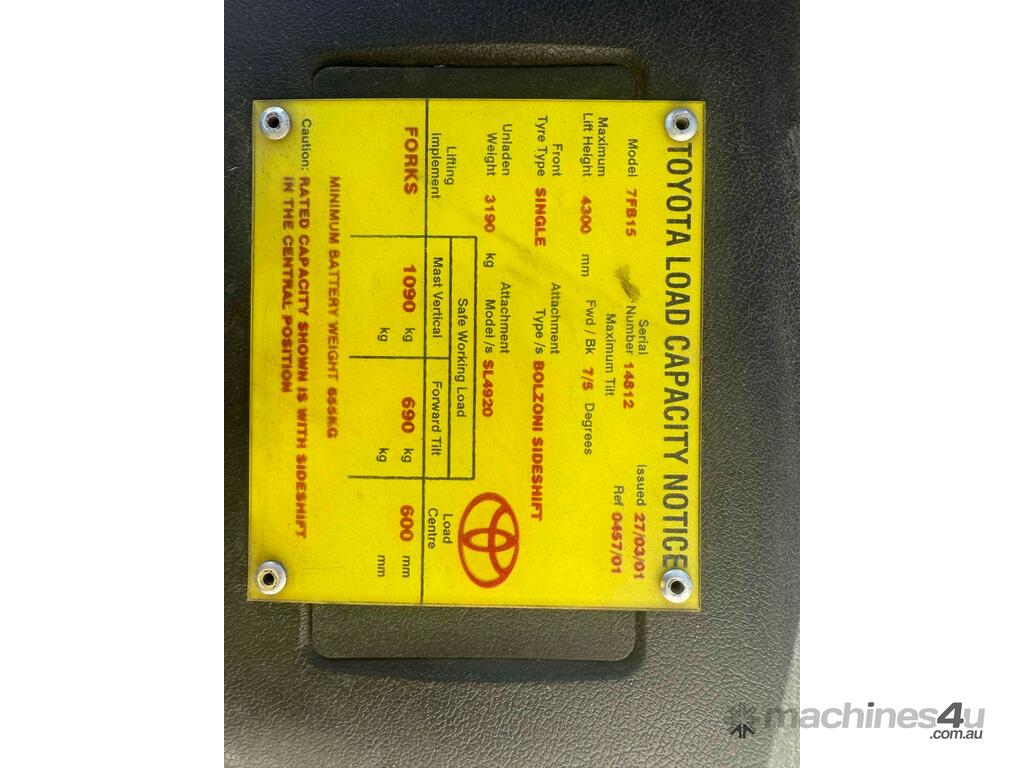 TOYOTA LOAD CAPACITY NOTICE
Model 7FB15 Serial Number 14812 Issued 27/03/01
Ref 0457/01
Maximum Lift Height 4300 mm Maximum Tilt Fwd / Bk 7/5 Degrees
Front Tyre Type SINGLE Attachment Type /s BOLZONI SIDESHIFT
Unladen Weight 3190 kg Attachment Model /s SL4920
Lifting Implement Safe Working Load Load Centre
Mast Vertical Forward Tilt
FORKS 1090 kg 690 kg 600 mm
kg kg mm
MINIMUM BATTERY WEIGHT 655KG
Caution: RATED CAPACITY SHOWN IS WITH SIDESHIFT
IN THE CENTRAL POSITION
machines4u
.com.au